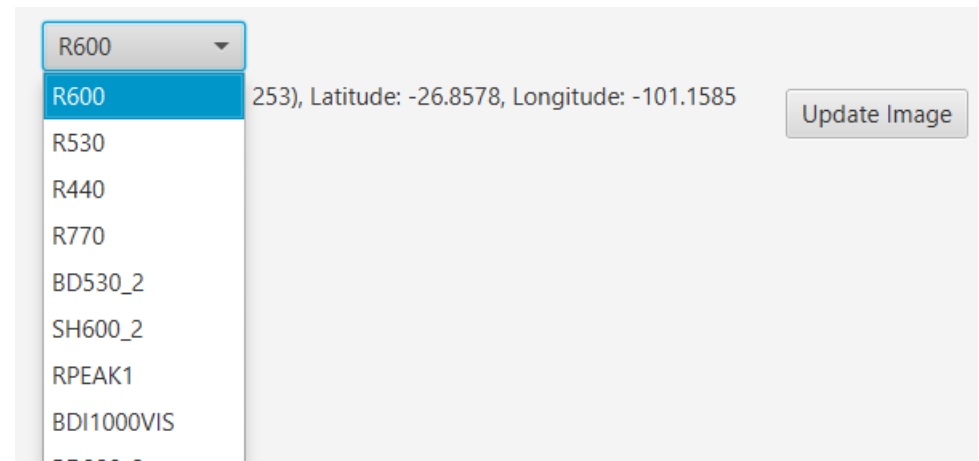 R600
R600
253), Latitude: -26.8578, Longitude: -101.1585
Update Image
R530
R440
R770
BD530_2
SH600_2
RPEAK1
BDI1000VIS